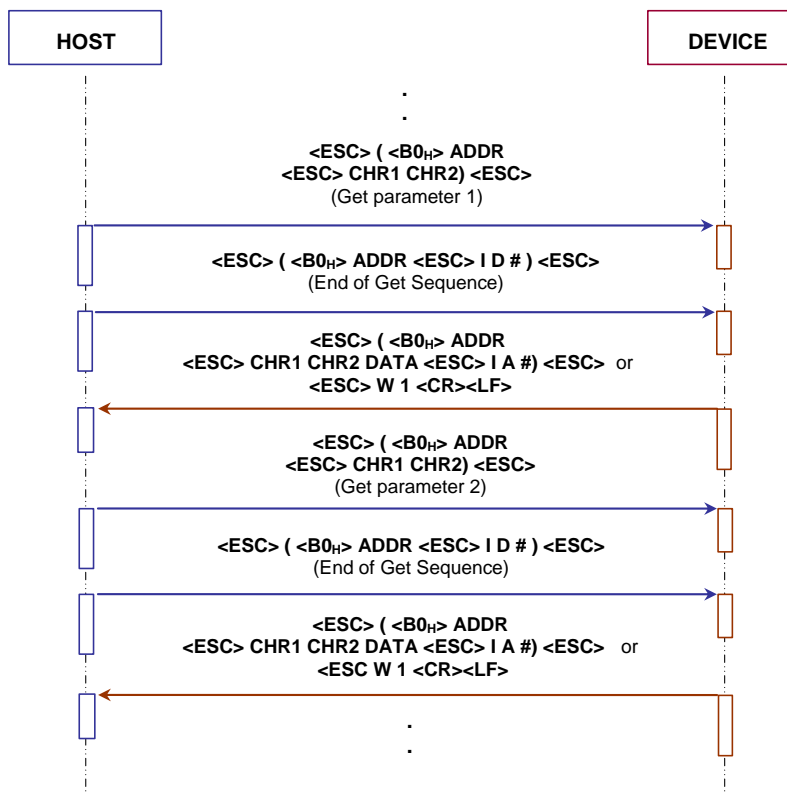 HOST
DEVICE
.
.
<ESC> ( <B0H> ADDR
<ESC> CHR1 CHR2) <ESC>
(Get parameter 1)
<ESC> ( <B0H> ADDR <ESC> I D # ) <ESC>
(End of Get Sequence)
<ESC> ( <B0H> ADDR
<ESC> CHR1 CHR2 DATA <ESC> I A #) <ESC> or
<ESC> W 1 <CR><LF>
<ESC> ( <B0H> ADDR
<ESC> CHR1 CHR2) <ESC>
(Get parameter 2)
<ESC> ( <B0H> ADDR <ESC> I D # ) <ESC>
(End of Get Sequence)
<ESC> ( <B0H> ADDR
<ESC> CHR1 CHR2 DATA <ESC> I A #) <ESC> or
<ESC W 1 <CR><LF>
.
.